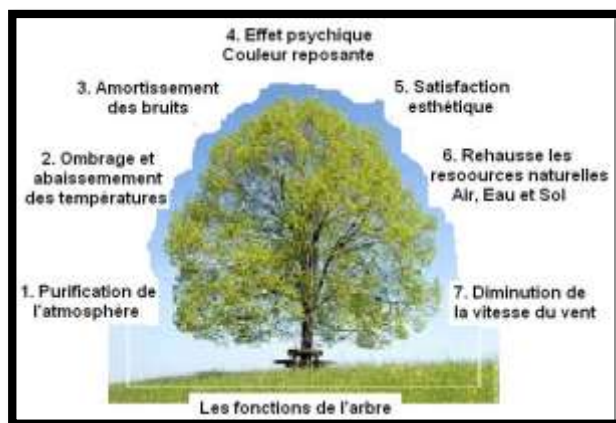 4. Effet psychique
Couleur reposante
3. Amortissement
des bruits
5. Satisfaction
esthétique
2. Ombrage et
abaissemement
des températures
6. Rehausse les
resoources naturelles
Air, Eau et Sol
1. Purification de
l'atmosphère
7. Diminution de
la vitesse du vent
Les fonctions de l'arbre